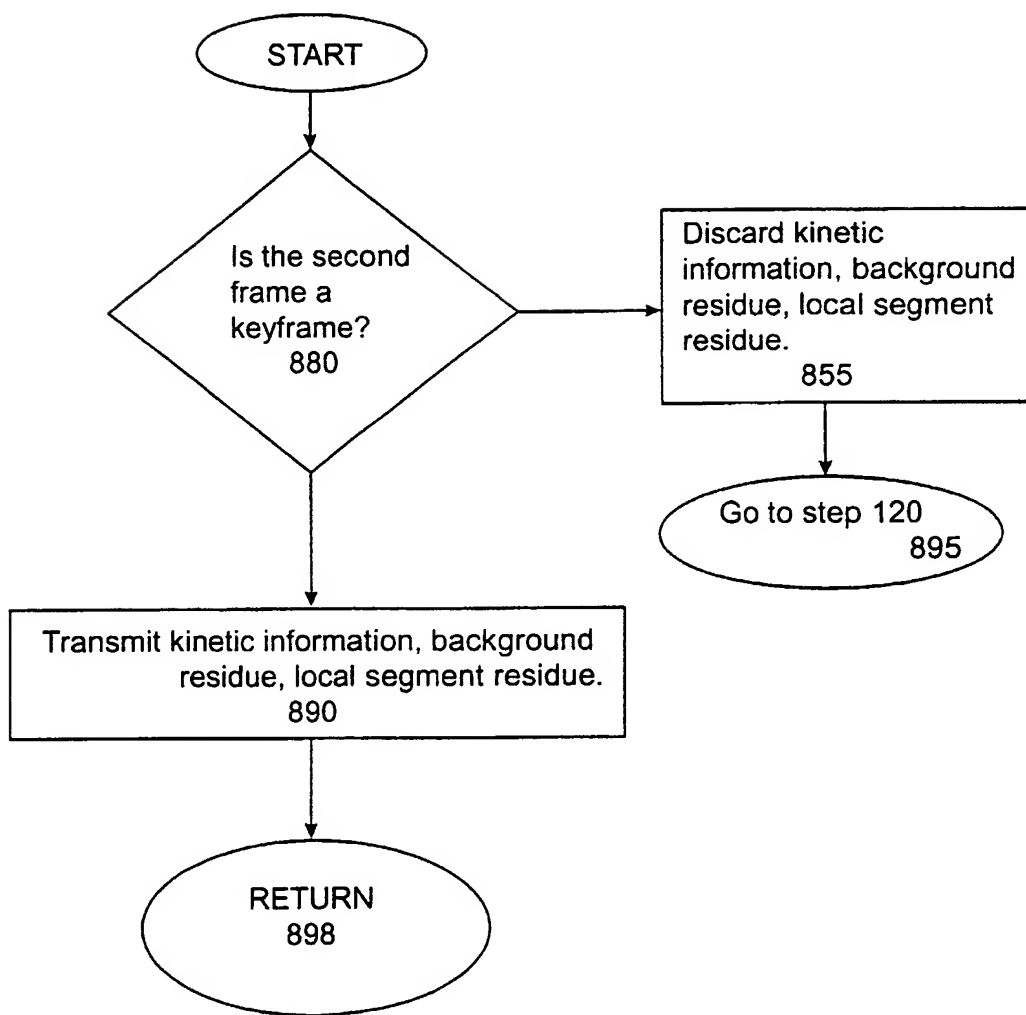 START
Is the second
frame a
keyframe?
880
Discard kinetic
information, background
residue, local segment
residue.
855
Go to step 120
895
Transmit kinetic information, background
residue, local segment residue.
890
RETURN
898